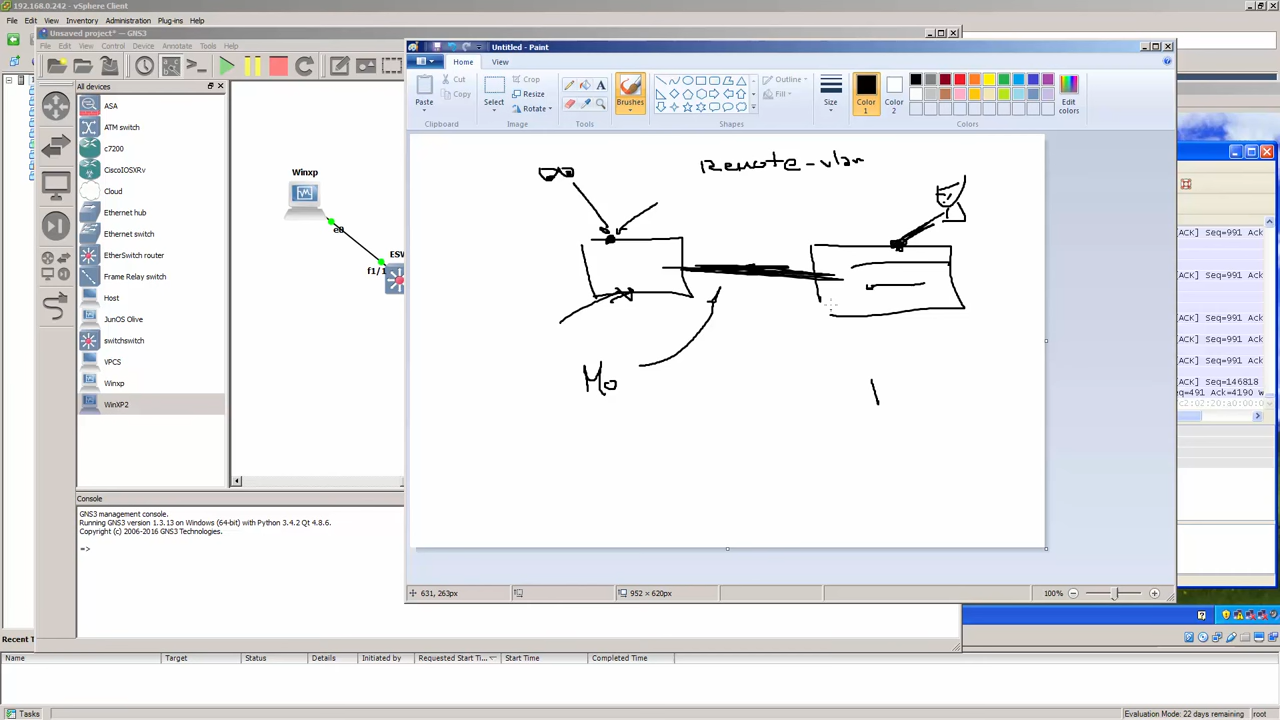 192.168.0.242 - vSphere Client
File Edit View Inventory Administration Plug-ins Help
Unsaved project* — GNS3
File Edit View Control Device Annotate Tools Help
All devices
ASA
ATM switch
c7200
CiscoIOSXRv
Cloud
Ethernet hub
Ethernet switch
EtherSwitch router
Frame Relay switch
Host
JunOS Olive
switchswitch
VPCS
Winxp
WinXP2
Winxp
e0
f1/1
ESW
Console
GNS3 management console.
Running GNS3 version 1.3.13 on Windows (64-bit) with Python 3.4.2 Qt 4.8.6.
Copyright (c) 2006-2016 GNS3 Technologies.
=>
Untitled - Paint
Home View
Paste
Cut
Copy
Clipboard
Select
Crop
Resize
Rotate
Image
A
Tools
Brushes
Shapes
Outline
Fill
Size
Color 1
Color 2
Edit colors
Colors
Remote-vlan
Mo
631, 263px
952 × 620px
100%
[ACK] Seq=991 Ack
[ACK] Seq=991 Ack
[ACK] Seq=991 Ack
[ACK] Seq=991 Ack
[ACK] Seq=991 Ack
[ACK] Seq=146818
Seq=491 Ack=4190 W
Recent T
Name Target Status Details Initiated by Requested Start Ti... Start Time Completed Time
Tasks
Evaluation Mode: 22 days remaining root